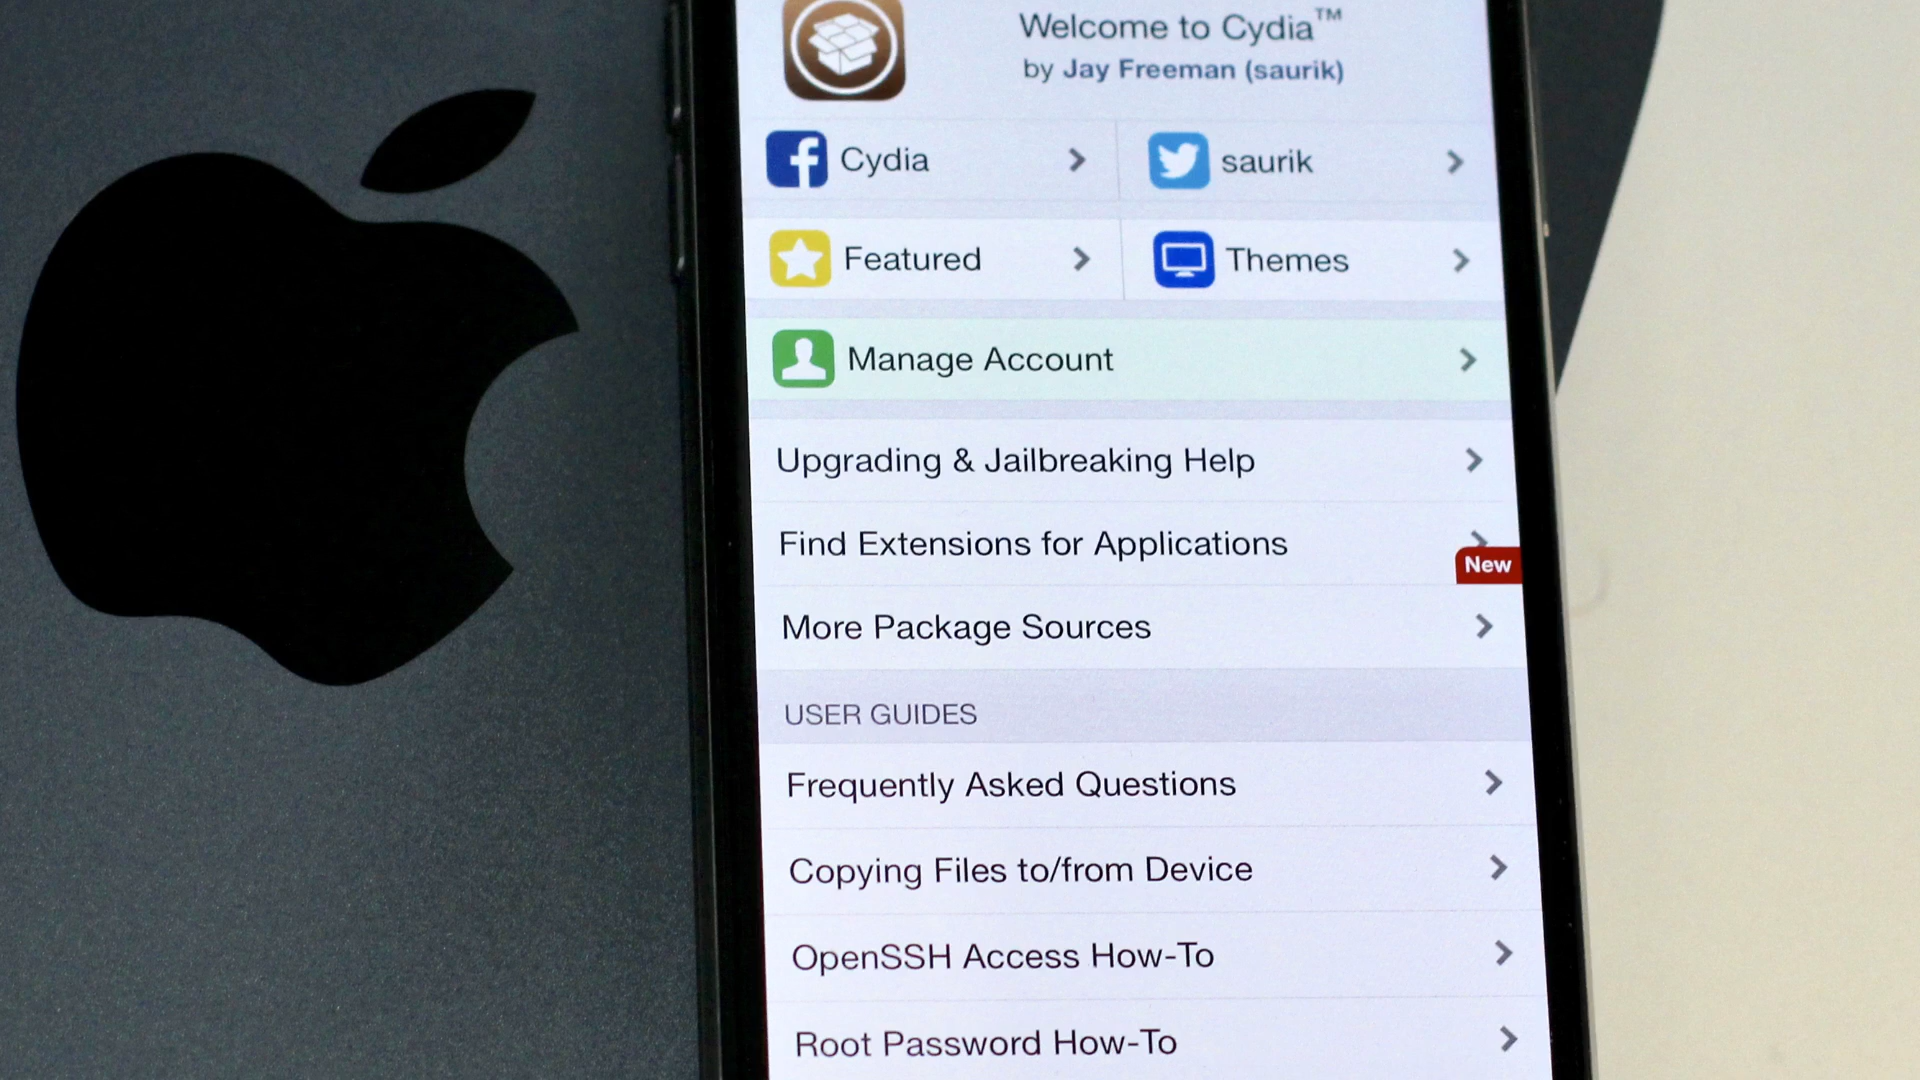 Welcome to Cydia™
by Jay Freeman (saurik)
Cydia
saurik
Featured
Themes
Manage Account
Upgrading & Jailbreaking Help
Find Extensions for Applications
New
More Package Sources
USER GUIDES
Frequently Asked Questions
Copying Files to/from Device
OpenSSH Access How-To
Root Password How-To